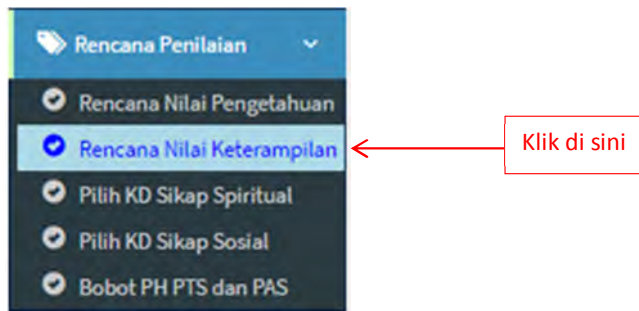 Rencana Penilaian
Rencana Nilai Pengetahuan
Rencana Nilai Keterampilan
Klik di sini
Pilih KD Sikap Spiritual
Pilih KD Sikap Sosial
Bobot PH PTS dan PAS